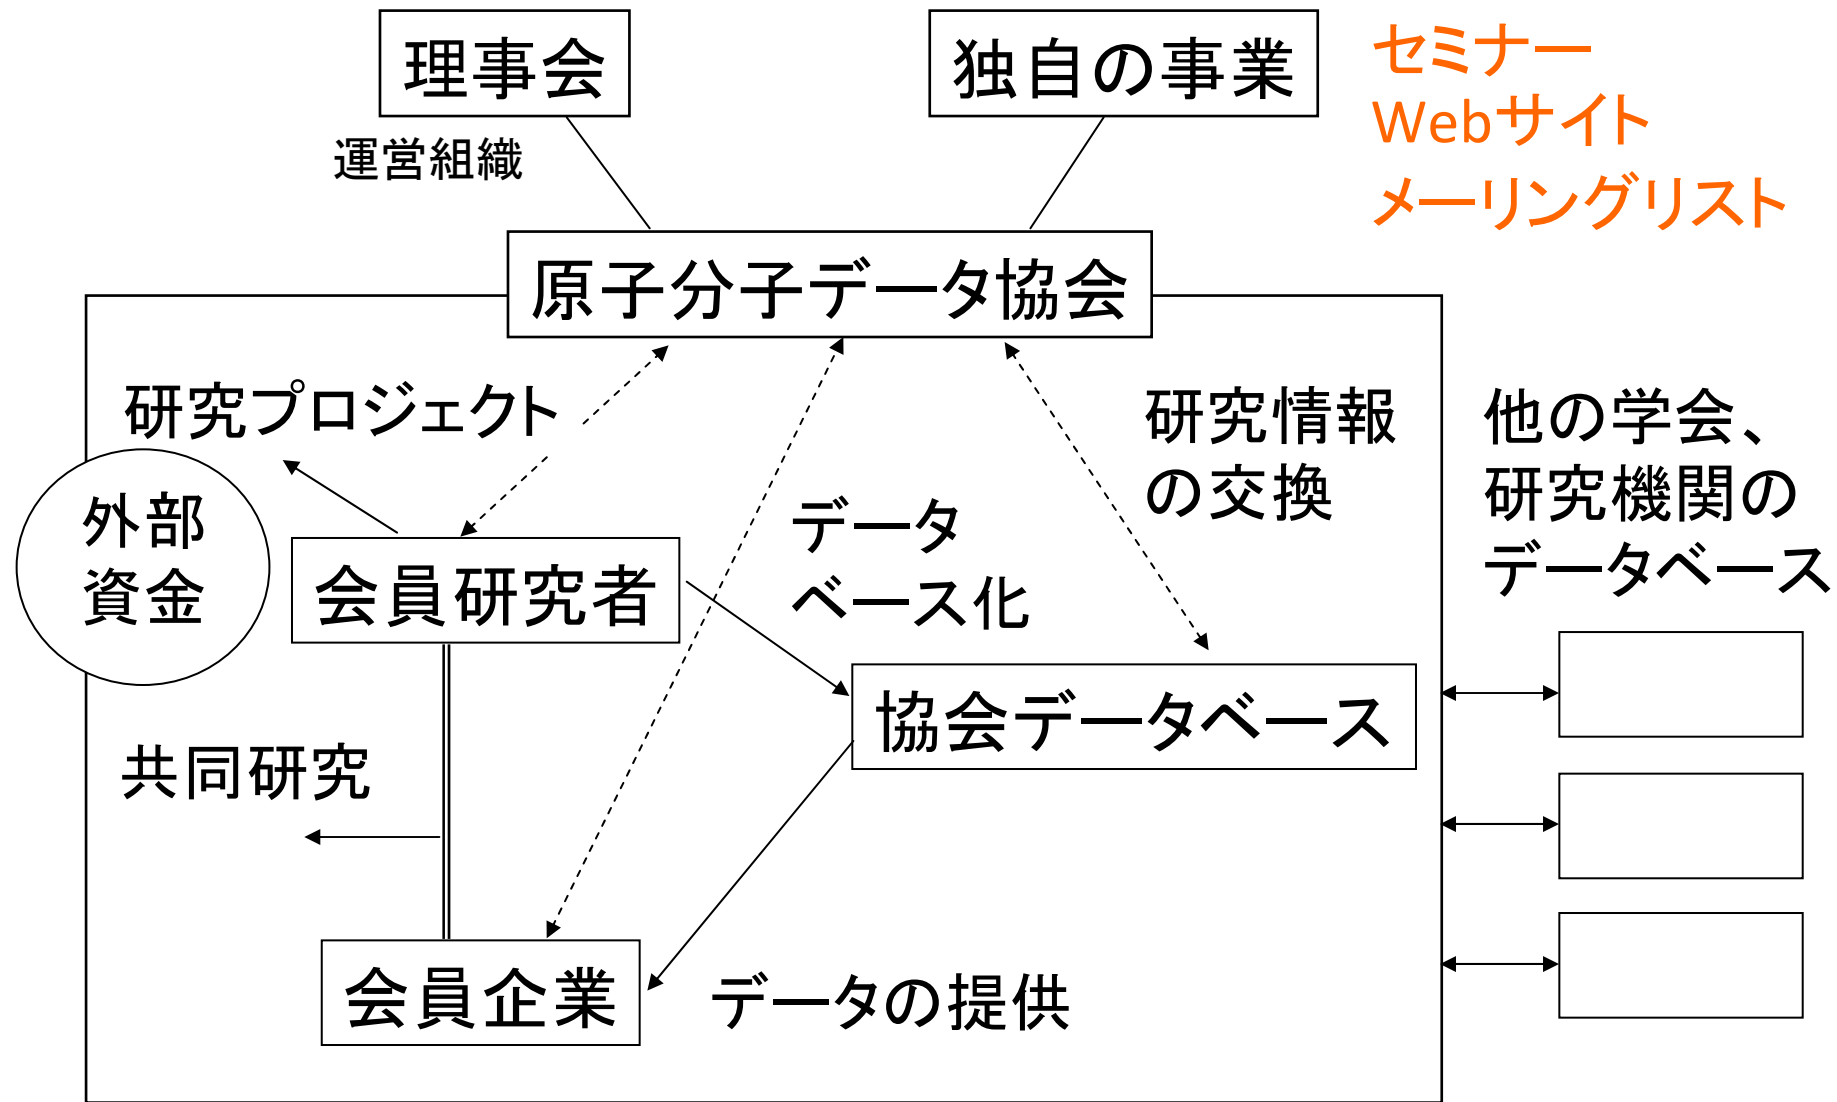 理事会
独自の事業
セミナー
Webサイト
メーリングリスト
運営組織
原子分子データ協会
研究プロジェクト
研究情報
の交換
他の学会、
研究機関の
データベース
外部
資金
データ
ベース化
会員研究者
協会データベース
共同研究
会員企業
データの提供